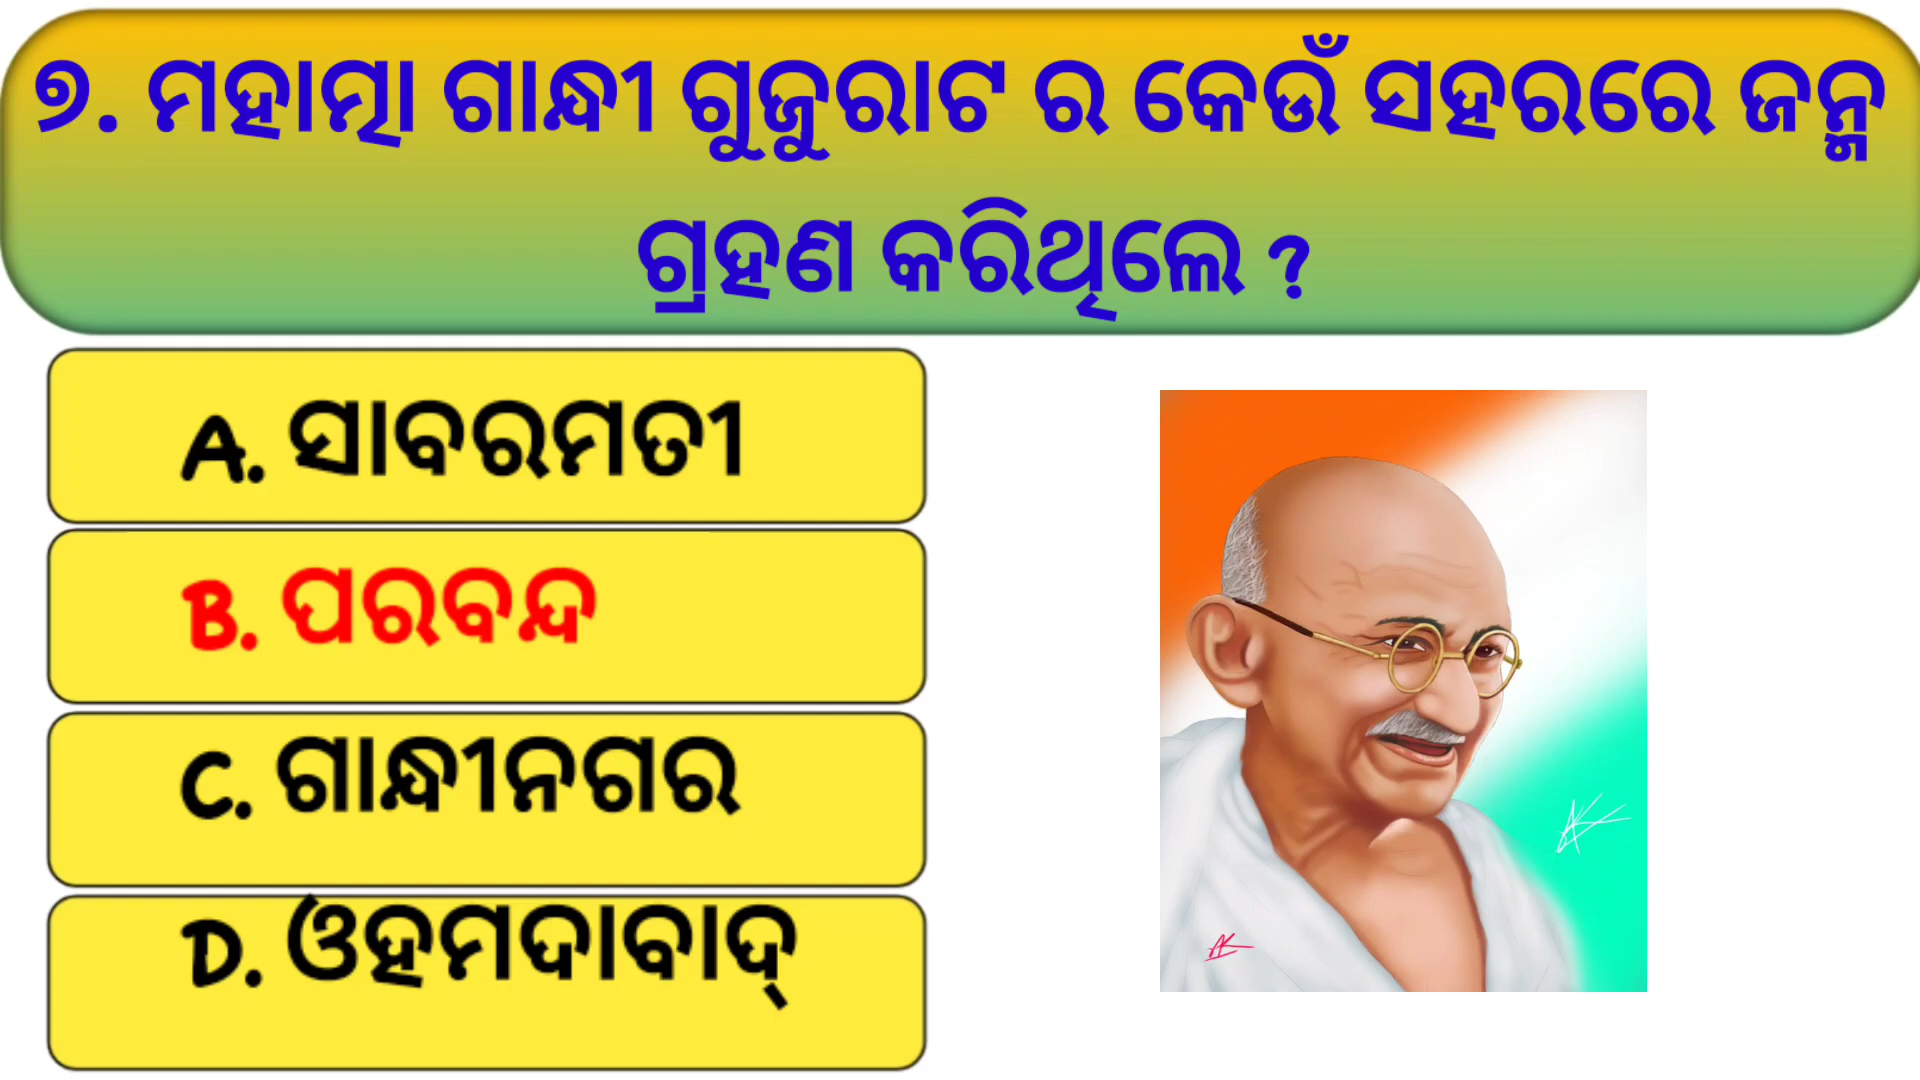 ୭. ମହାତ୍ମା ଗାନ୍ଧୀ ଗୁଜୁରାଟ ର କେଉଁ ସହରରେ ଜନ୍ମ
ଗ୍ରହଣ କରିଥିଲେ ?
A. ସାବରମତୀ
B. ପରବନ୍ଦ
C. ଗାନ୍ଧୀନଗର
D. ଓହମଦାବାଦ୍